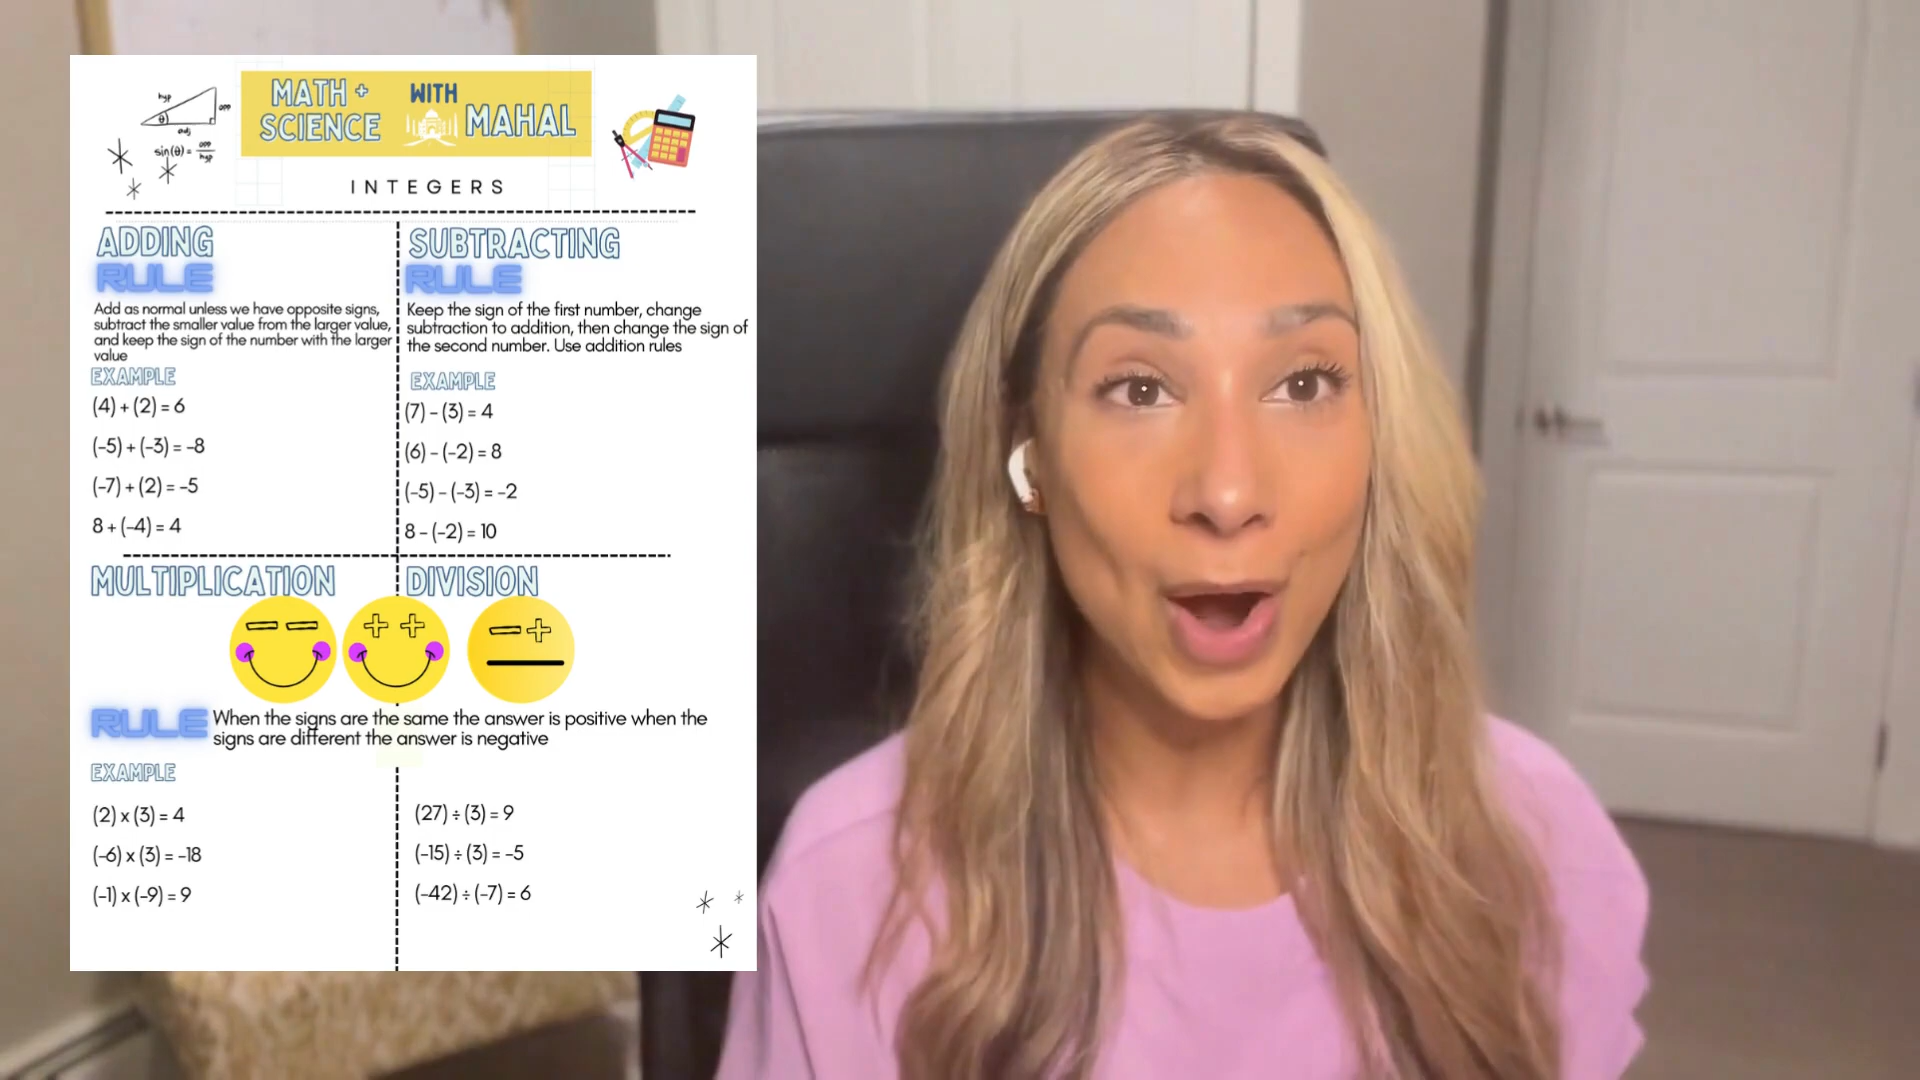 MATH + SCIENCE WITH MAHAL
hyp
opp
θ
adj
sin(θ) = opp/hyp
INTEGERS
ADDING
RULE
Add as normal unless we have opposite signs,
subtract the smaller value from the larger value,
and keep the sign of the number with the larger
value
EXAMPLE
(4) + (2) = 6
(-5) + (-3) = -8
(-7) + (2) = -5
8 + (-4) = 4
SUBTRACTING
RULE
Keep the sign of the first number, change
subtraction to addition, then change the sign of
the second number. Use addition rules
EXAMPLE
(7) - (3) = 4
(6) - (-2) = 8
(-5) - (-3) = -2
8 - (-2) = 10
MULTIPLICATION
DIVISION
− −
+ +
− +
RULE When the signs are the same the answer is positive when the
signs are different the answer is negative
EXAMPLE
(2) x (3) = 4
(-6) x (3) = -18
(-1) x (-9) = 9
(27) ÷ (3) = 9
(-15) ÷ (3) = -5
(-42) ÷ (-7) = 6